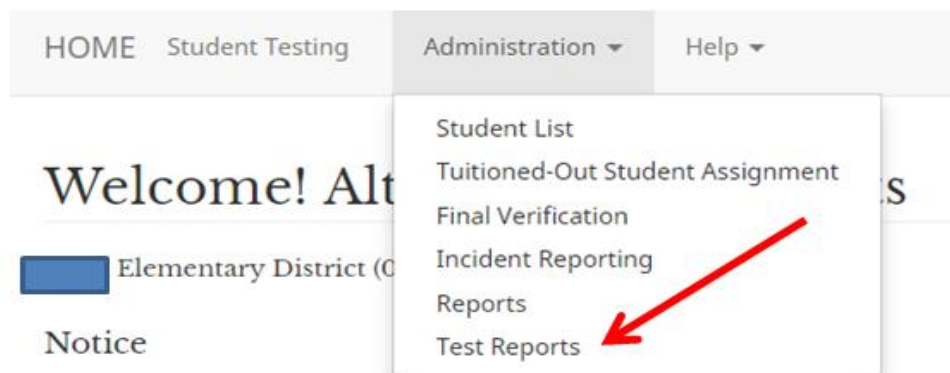 HOME Student Testing Administration Help
Student List
Tuitioned-Out Student Assignment
Welcome! Alt s
Final Verification
Elementary District (0
Incident Reporting
Reports
Notice
Test Reports